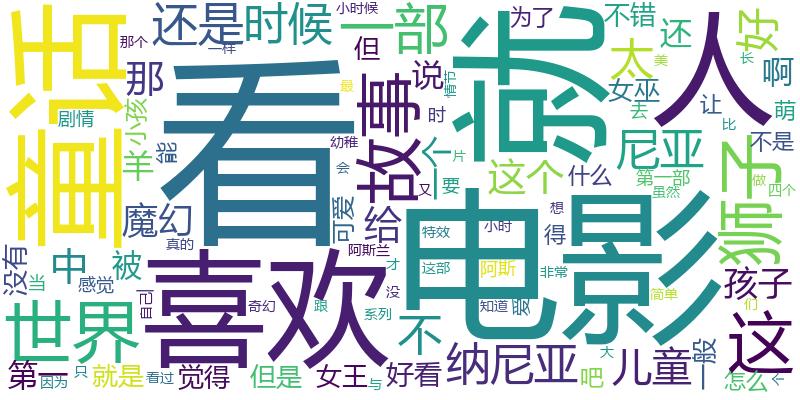 小时候
为了
不错
还是
时候
一部
那个
一样
但
还
好
童话
那
看
最
故事
说
情节
就
太
美
人
长
啊
女巫
让
萌
时
去
比
剧情
小孩
羊
能
幼稚
会
个
片
又
要
这个
什么
尼亚
不是
第一部
虽然
做
四个
狮子
魔幻
可爱
给
电影
想
得
特效
小时
没有
中
被
真的
阿斯兰
喜欢
才
这部
阿斯
非常
孩子
当
感觉
自己
奇幻
跟
没
系列
不
知道
爱
简单
们
这
世界
第一
因为
只
就是
看过
觉得
但是
女王
与
好看
纳尼亚
吧
大
儿童
一般
怎么
个